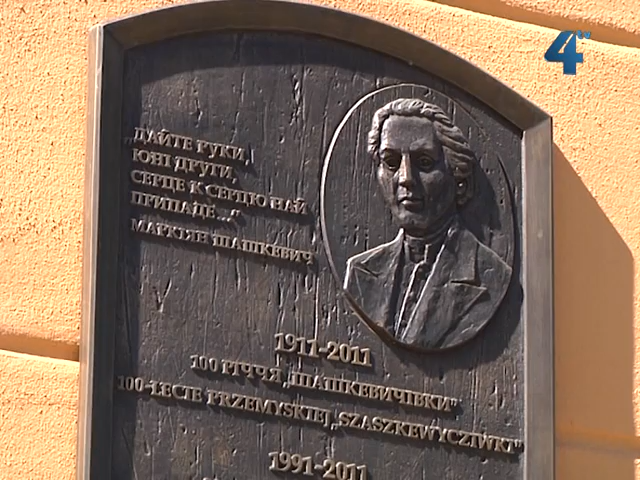 4 tv
„ДАЙТЕ РУКИ,
ЮНІ ДРУГИ,
СЕРЦЕ К СЕРЦЮ НАЙ
ПРИПАДЕ..."
МАРКІЯН ШАШКЕВИЧ
1911-2011
100 РІЧЧЯ „ШАШКЕВИЧІВКИ"
100-LECIE PRZEMYSKIEJ „SZASZKEWYCZIWKI"
1991-2011